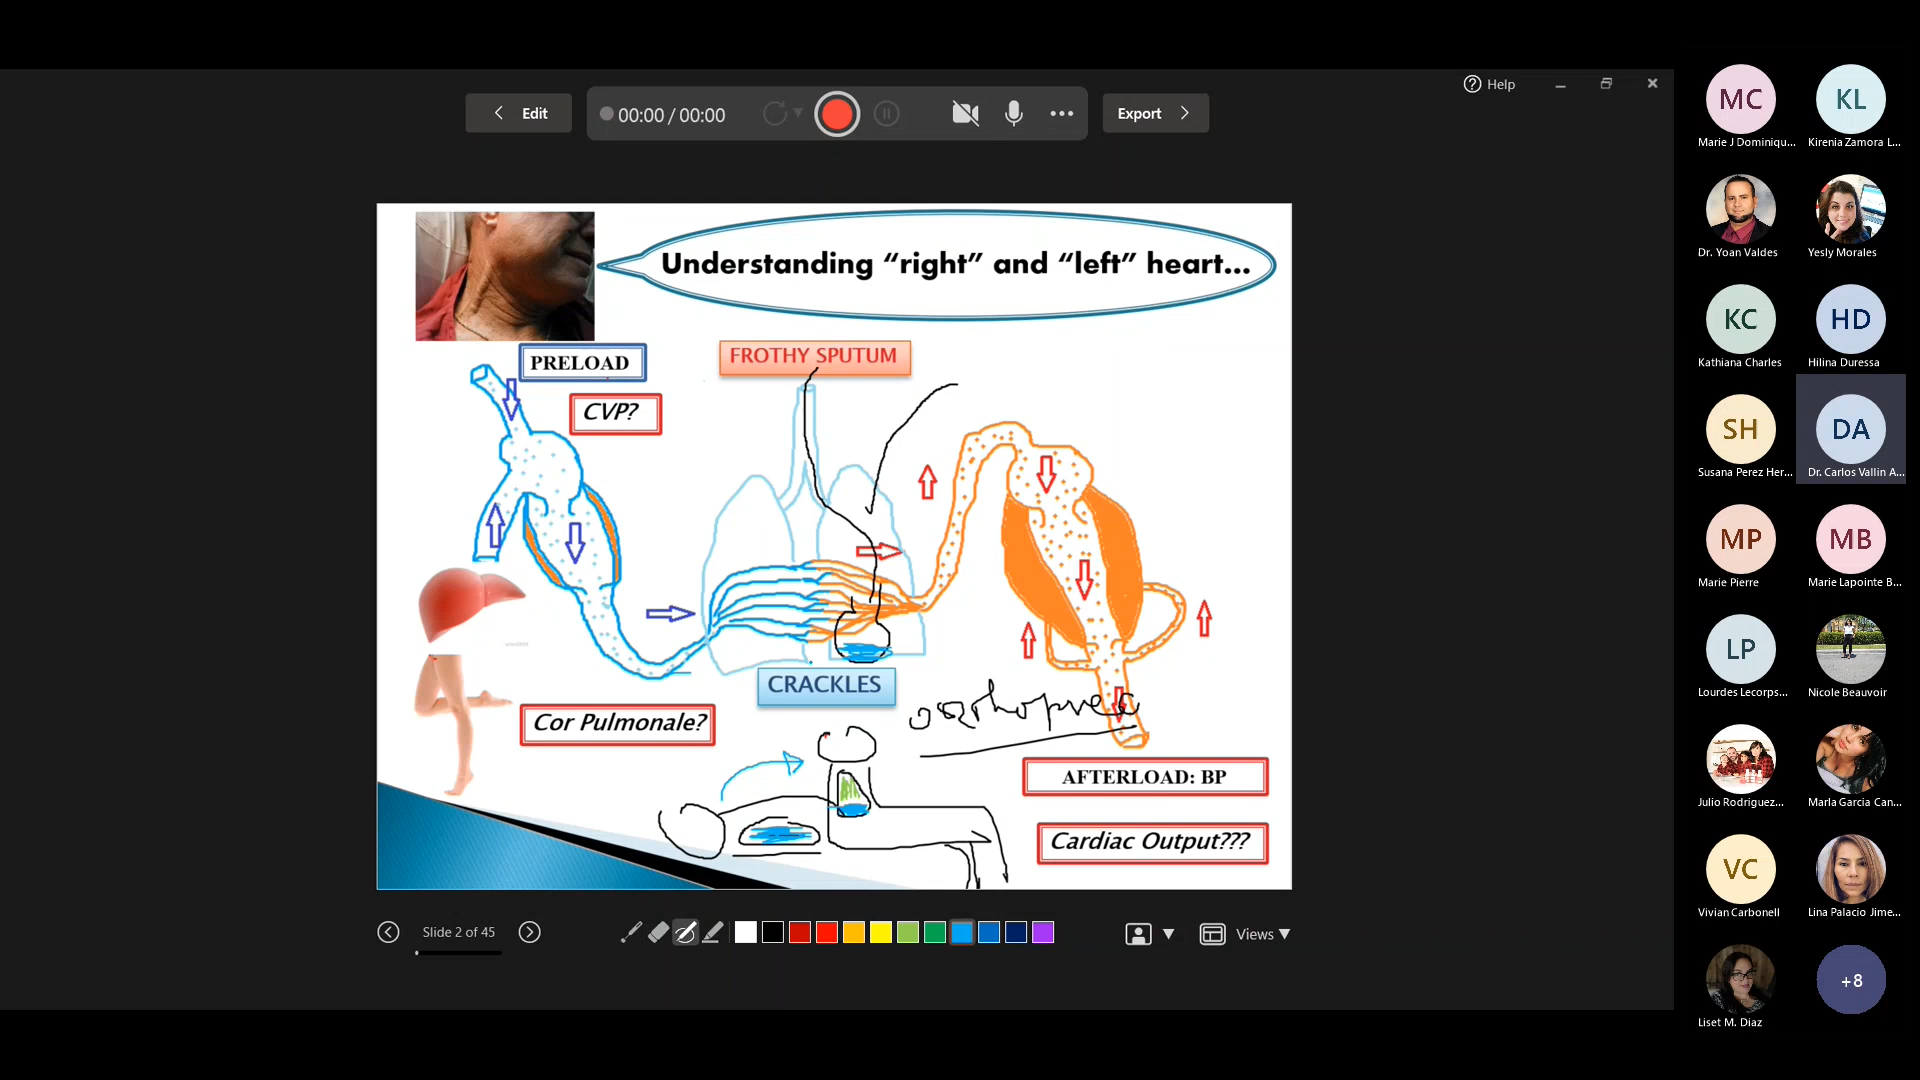 Help
Edit
00:00 / 00:00
Export
Understanding “right” and “left” heart...
PRELOAD
FROTHY SPUTUM
CVP?
CRACKLES
Cor Pulmonale?
AFTERLOAD: BP
Cardiac Output???
Slide 2 of 45
Views
MC
Marie J Dominiqu...
KL
Kirenia Zamora L...
Dr. Yoan Valdes
Yesly Morales
KC
Kathiana Charles
HD
Hilina Duressa
SH
Susana Perez Her...
DA
Dr. Carlos Vallin A...
MP
Marie Pierre
MB
Marie Lapointe B...
LP
Lourdes Lecorps...
Nicole Beauvoir
Julio Rodriguez...
Marla Garcia Can...
VC
Vivian Carbonell
Lina Palacio Jime...
Liset M. Diaz
+8